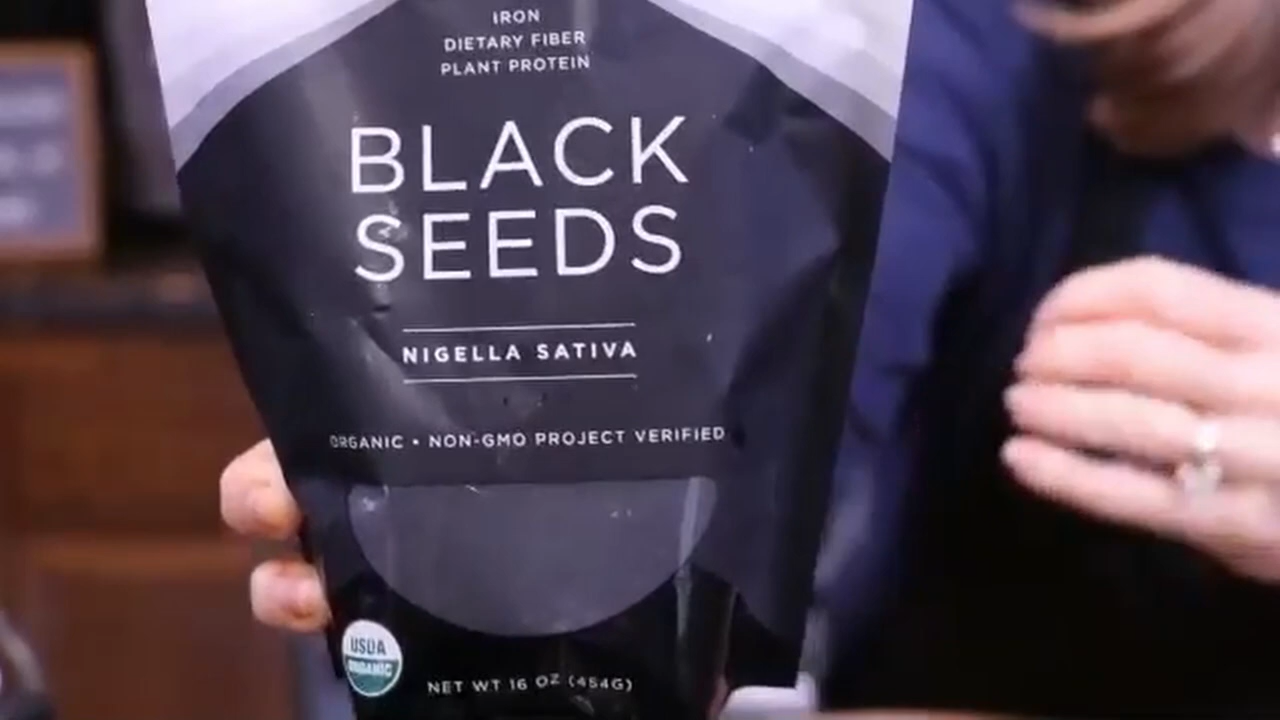 IRON
DIETARY FIBER
PLANT PROTEIN
BLACK
SEEDS
NIGELLA SATIVA
ORGANIC • NON-GMO PROJECT VERIFIED
USDA
ORGANIC
NET WT 16 OZ (454G)